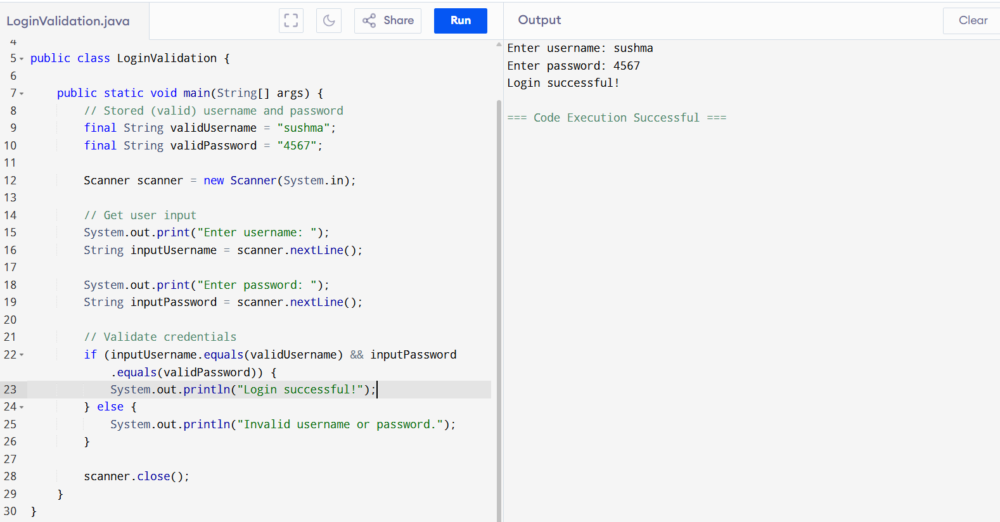 LoginValidation.java
Share
Run
Output
Clear
4
5 public class LoginValidation {
6
7     public static void main(String[] args) {
8         // Stored (valid) username and password
9         final String validUsername = "sushma";
10         final String validPassword = "4567";
11
12         Scanner scanner = new Scanner(System.in);
13
14         // Get user input
15         System.out.print("Enter username: ");
16         String inputUsername = scanner.nextLine();
17
18         System.out.print("Enter password: ");
19         String inputPassword = scanner.nextLine();
20
21         // Validate credentials
22         if (inputUsername.equals(validUsername) && inputPassword
            .equals(validPassword)) {
23             System.out.println("Login successful!");
24         } else {
25             System.out.println("Invalid username or password.");
26         }
27
28         scanner.close();
29     }
30 }
Enter username: sushma
Enter password: 4567
Login successful!
=== Code Execution Successful ===